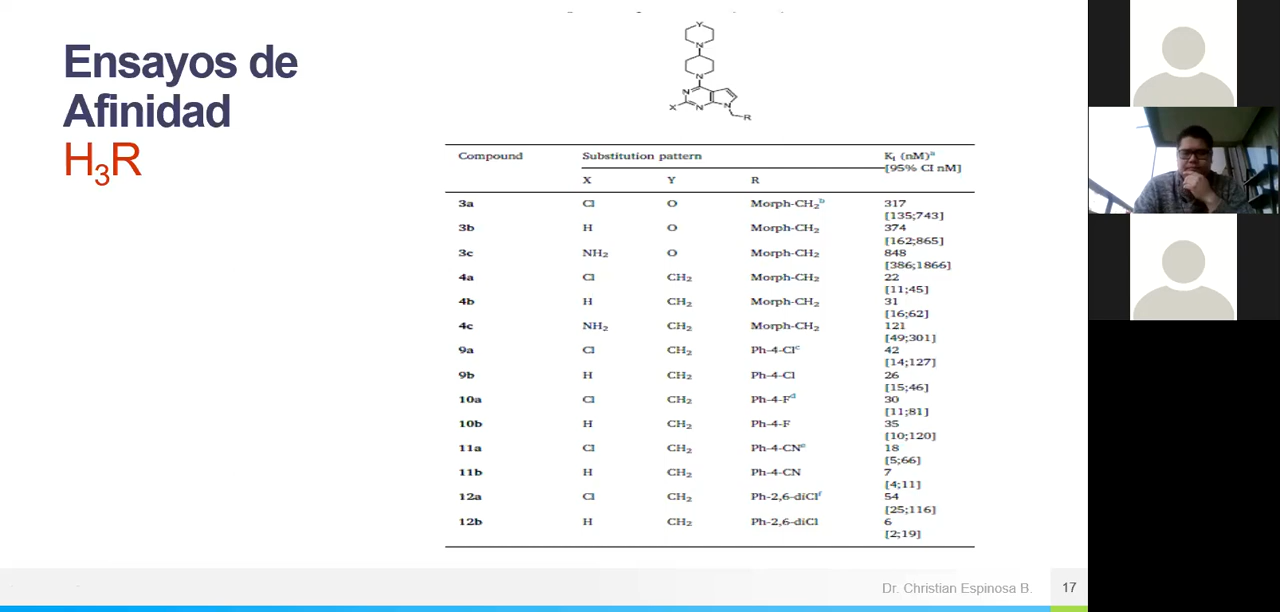 Ensayos de
Afinidad
H₃R
Y
N
N
N
X
N
N
R
Compound Substitution pattern Kᵢ (nM)ᵃ
[95% CI nM]
X Y R
3a Cl O Morph-CH₂ᵇ 317
[135;743]
3b H O Morph-CH₂ 374
[162;865]
3c NH₂ O Morph-CH₂ 848
[386;1866]
4a Cl CH₂ Morph-CH₂ 22
[11;45]
4b H CH₂ Morph-CH₂ 31
[16;62]
4c NH₂ CH₂ Morph-CH₂ 121
[49;301]
9a Cl CH₂ Ph-4-Clᶜ 42
[14;127]
9b H CH₂ Ph-4-Cl 26
[15;46]
10a Cl CH₂ Ph-4-Fᵈ 30
[11;81]
10b H CH₂ Ph-4-F 35
[10;120]
11a Cl CH₂ Ph-4-CNᵉ 18
[5;66]
11b H CH₂ Ph-4-CN 7
[4;11]
12a Cl CH₂ Ph-2,6-diClᶠ 54
[25;116]
12b H CH₂ Ph-2,6-diCl 6
[2;19]
Dr. Christian Espinosa B. 17